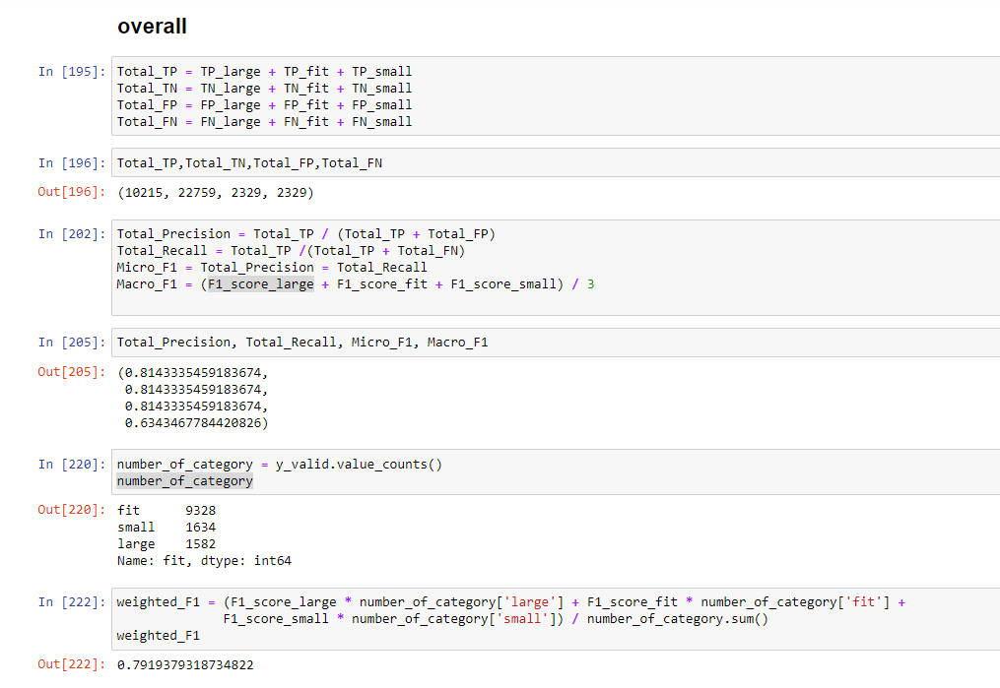 overall
In [195]: Total_TP = TP_large + TP_fit + TP_small
Total_TN = TN_large + TN_fit + TN_small
Total_FP = FP_large + FP_fit + FP_small
Total_FN = FN_large + FN_fit + FN_small
In [196]: Total_TP,Total_TN,Total_FP,Total_FN
Out[196]: (10215, 22759, 2329, 2329)
In [202]: Total_Precision = Total_TP / (Total_TP + Total_FP)
Total_Recall = Total_TP /(Total_TP + Total_FN)
Micro_F1 = Total_Precision = Total_Recall
Macro_F1 = (F1_score_large + F1_score_fit + F1_score_small) / 3
In [205]: Total_Precision, Total_Recall, Micro_F1, Macro_F1
Out[205]: (0.8143335459183674,
0.8143335459183674,
0.8143335459183674,
0.6343467784420826)
In [220]: number_of_category = y_valid.value_counts()
number_of_category
Out[220]: fit 9328
small 1634
large 1582
Name: fit, dtype: int64
In [222]: weighted_F1 = (F1_score_large * number_of_category['large'] + F1_score_fit * number_of_category['fit'] +
F1_score_small * number_of_category['small']) / number_of_category.sum()
weighted_F1
Out[222]: 0.7919379318734822